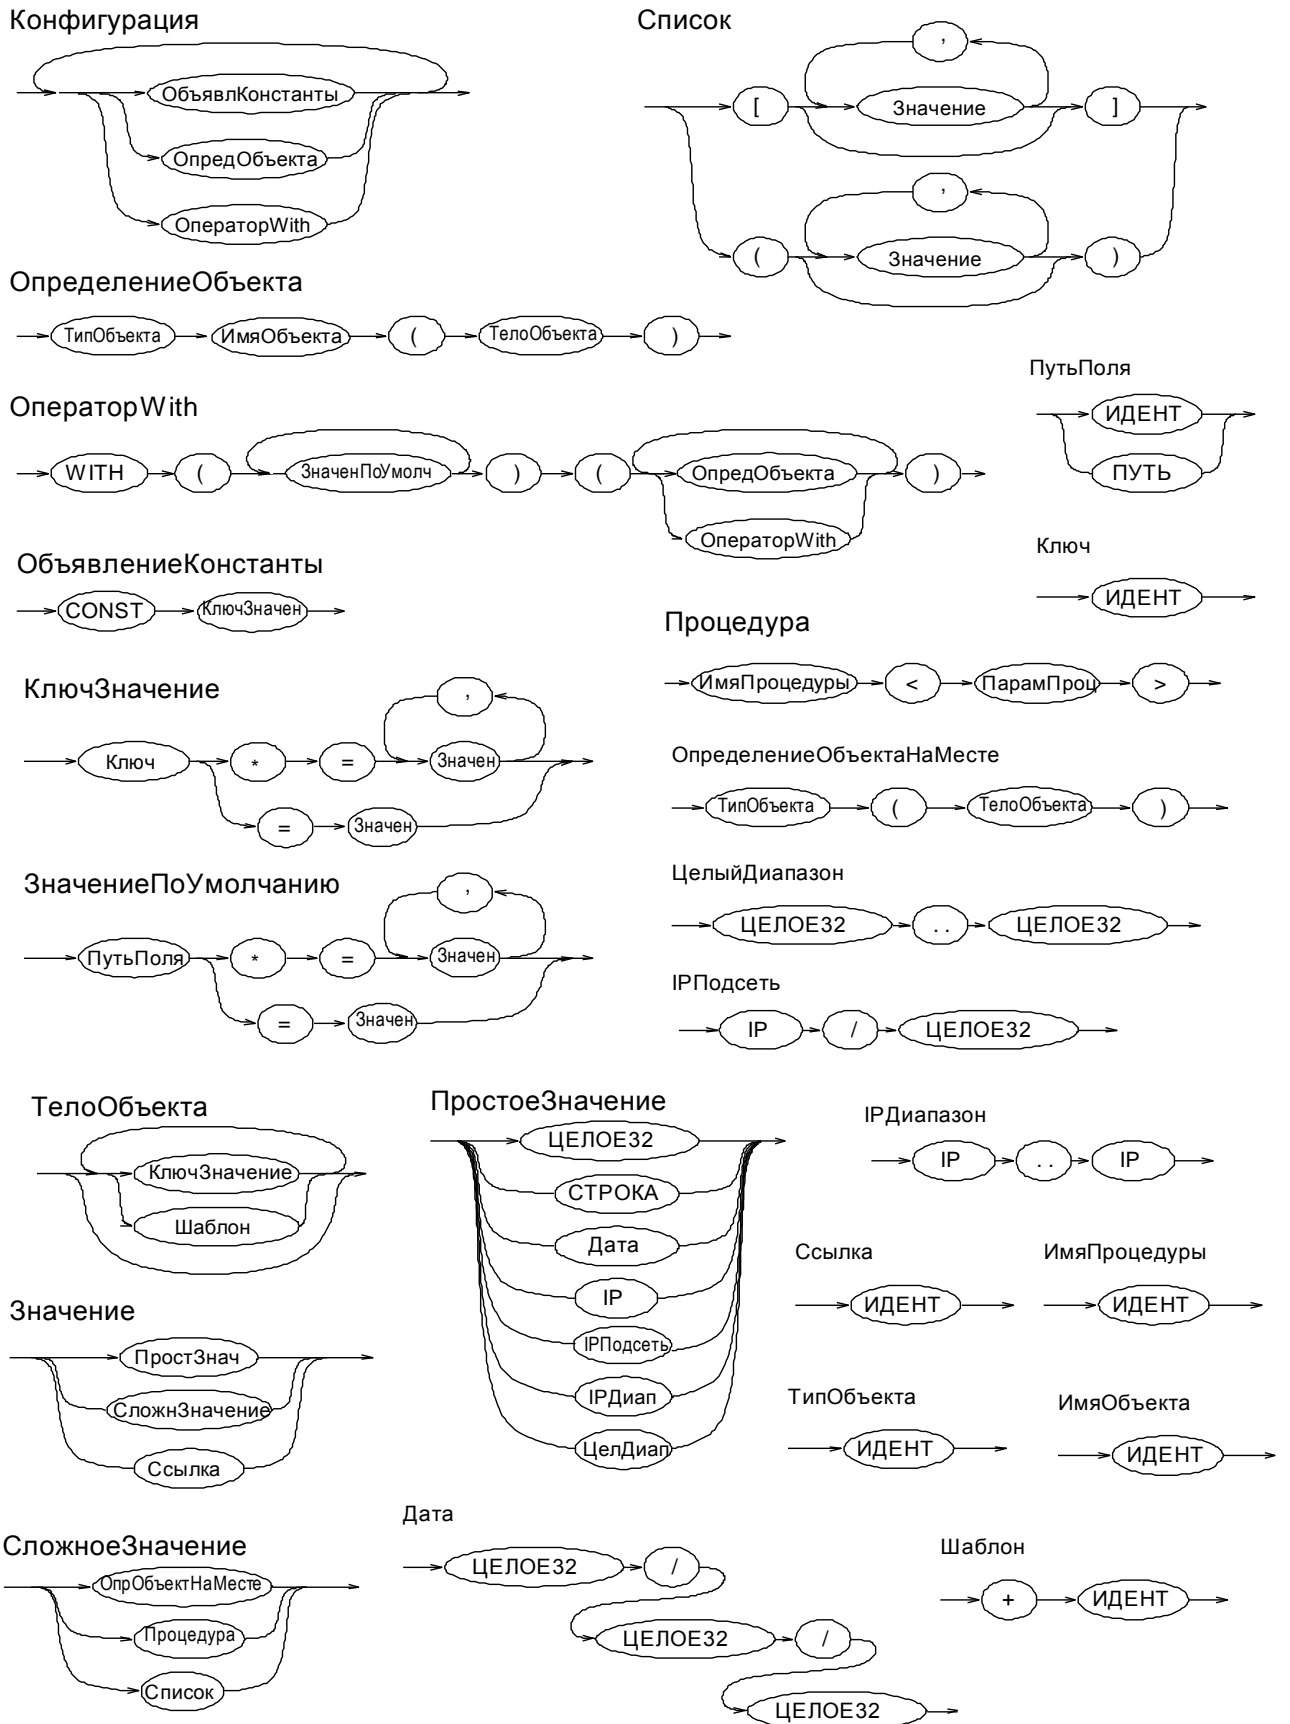 Конфигурация
ОбъявлКонстанты
ОпредОбъекта
ОператорWith
Список
,
[ Значение ]
,
( Значение )
ОпределениеОбъекта
ТипОбъекта ИмяОбъекта ( ТелоОбъекта )
ПутьПоля
ИДЕНТ
ПУТЬ
ОператорWith
WITH ( ЗначенПоУмолч ) ( ОпредОбъекта )
ОператорWith
Ключ
ИДЕНТ
ОбъявлениеКонстанты
CONST КлючЗначен
Процедура
ИмяПроцедуры < ПарамПроц >
КлючЗначение
,
Ключ * = Значен
= Значен
ОпределениеОбъектаНаМесте
ТипОбъекта ( ТелоОбъекта )
ЗначениеПоУмолчанию
,
ПутьПоля * = Значен
= Значен
ЦелыйДиапазон
ЦЕЛОЕ32 .. ЦЕЛОЕ32
IPПодсеть
IP / ЦЕЛОЕ32
ТелоОбъекта
КлючЗначение
Шаблон
ПростоеЗначение
ЦЕЛОЕ32
СТРОКА
Дата
IP
IPПодсеть
IPДиап
ЦелДиап
IPДиапазон
IP .. IP
Ссылка
ИДЕНТ
ИмяПроцедуры
ИДЕНТ
Значение
ПростЗнач
СложнЗначение
Ссылка
ТипОбъекта
ИДЕНТ
ИмяОбъекта
ИДЕНТ
СложноеЗначение
ОпрОбъектНаМесте
Процедура
Список
Дата
ЦЕЛОЕ32 /
ЦЕЛОЕ32 /
ЦЕЛОЕ32
Шаблон
+ ИДЕНТ